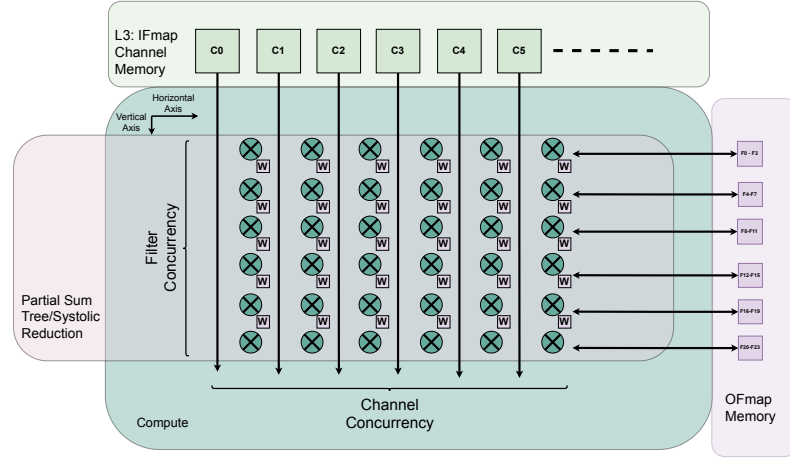 L3: IFmap
Channel
Memory
C0 C1 C2 C3 C4 C5
Horizontal
Axis
Vertical
Axis
F0 - F3
W W W W W W
F4-F7
W W W W W W
F8-F11
W W W W W W
F12-F15
W W W W W W
F16-F19
W W W W W W
F20-F23
Filter
Concurrency
Partial Sum
Tree/Systolic
Reduction
Channel
Concurrency
Compute
OFmap
Memory